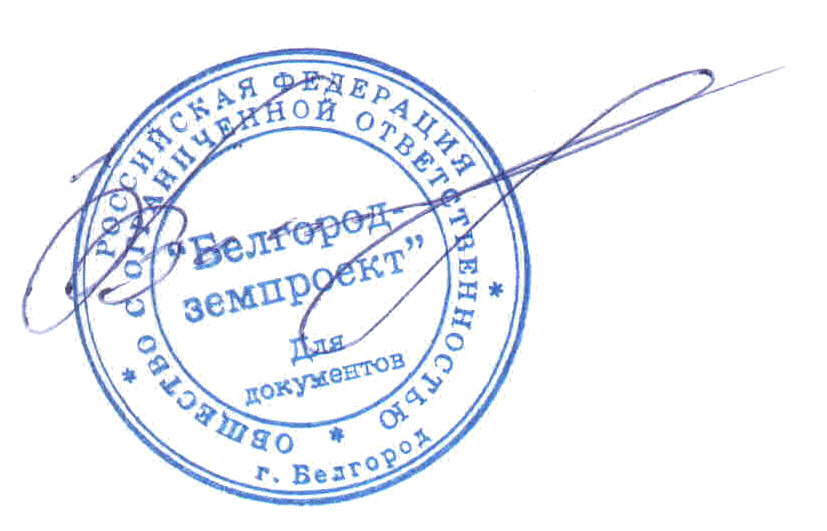 РОССИЙСКАЯ ФЕДЕРАЦИЯ
ОБЩЕСТВО С ОГРАНИЧЕННОЙ ОТВЕТСТВЕННОСТЬЮ
"Белгород-
земпроект"
Для
документов
г. Белгород